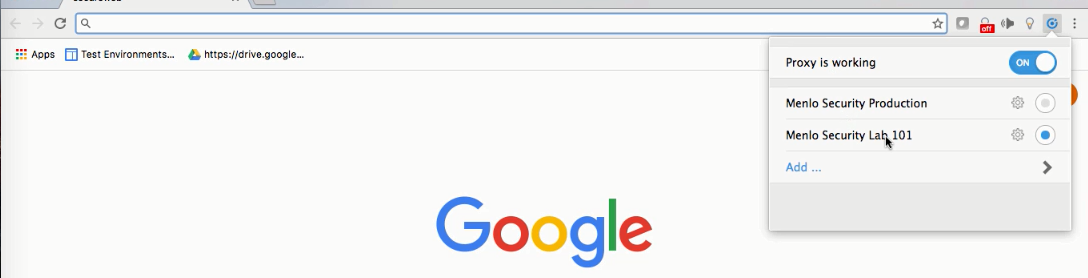 off
Apps
Test Environments...
https://drive.google...
Proxy is working
ON
Menlo Security Production
Menlo Security Lab 101
Add ...
Google